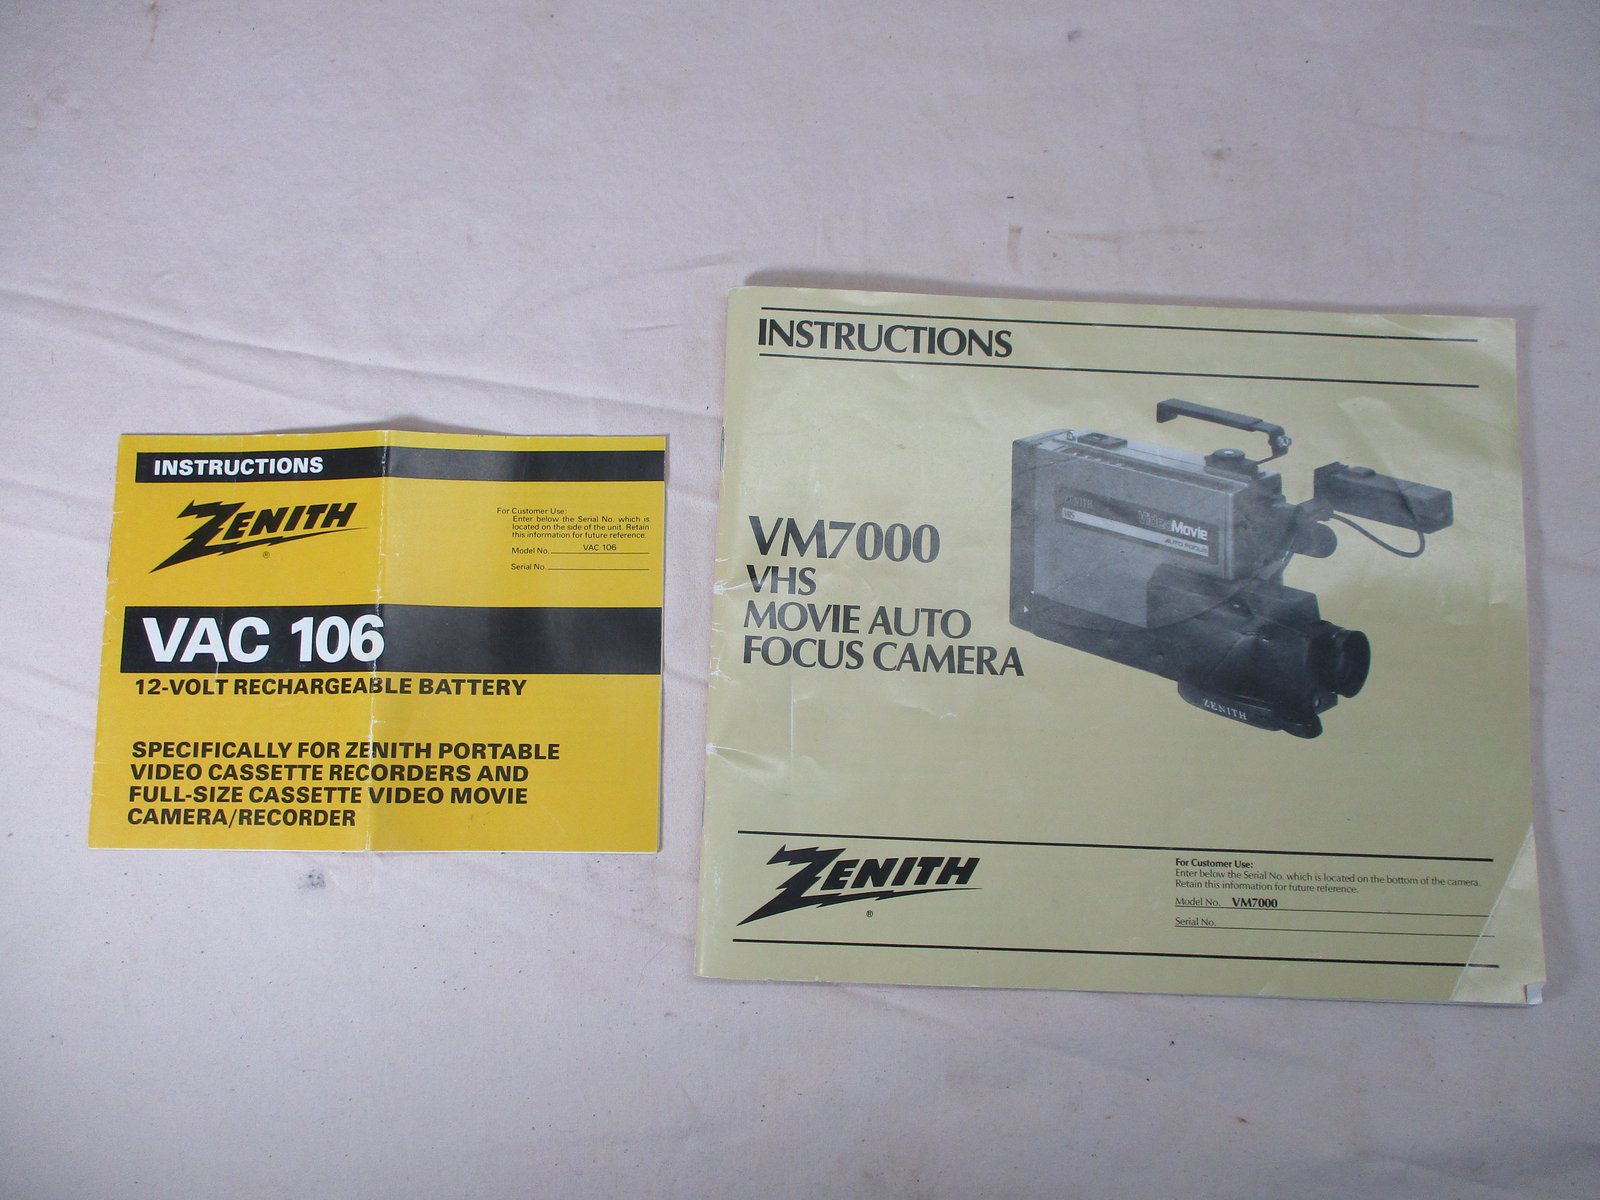 INSTRUCTIONS
ZENITH
®
For Customer Use:
Enter below the Serial No. which is
located on the side of the unit. Retain
this information for future reference.
Model No. VAC 106
Serial No.
VAC 106
12-VOLT RECHARGEABLE BATTERY
SPECIFICALLY FOR ZENITH PORTABLE
VIDEO CASSETTE RECORDERS AND
FULL-SIZE CASSETTE VIDEO MOVIE
CAMERA/RECORDER
INSTRUCTIONS
VM7000
VHS
MOVIE AUTO
FOCUS CAMERA
ZENITH
VHS
VideoMovie
AUTO FOCUS
ZENITH
ZENITH
®
For Customer Use:
Enter below the Serial No. which is located on the bottom of the camera.
Retain this information for future reference.
Model No. VM7000
Serial No.